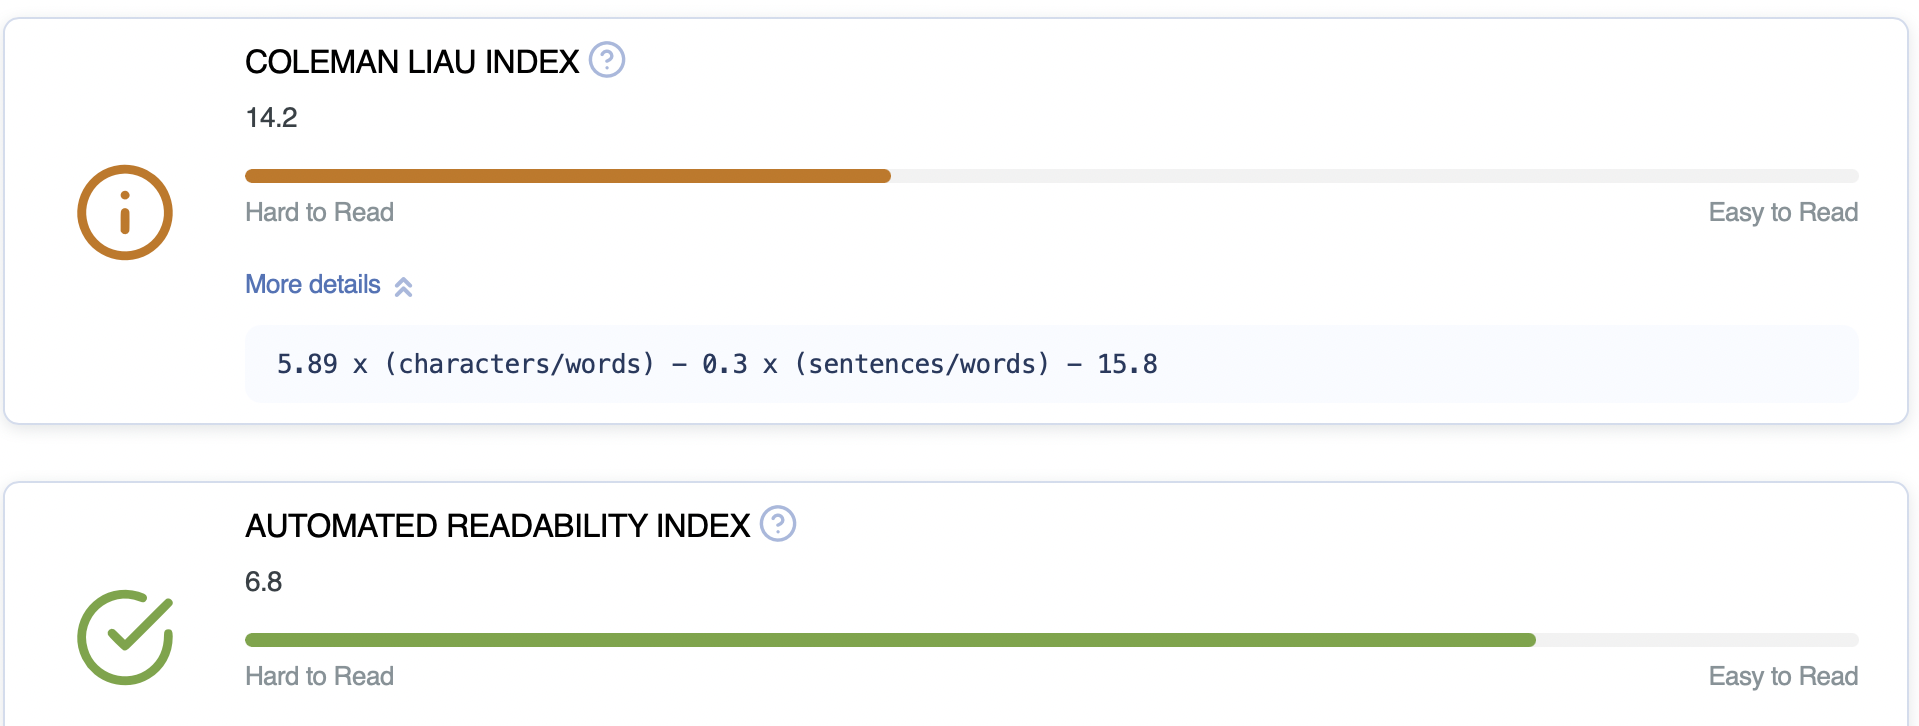 COLEMAN LIAU INDEX ?
14.2
Hard to Read Easy to Read
More details
5.89 x (characters/words) – 0.3 x (sentences/words) – 15.8
AUTOMATED READABILITY INDEX ?
6.8
Hard to Read Easy to Read